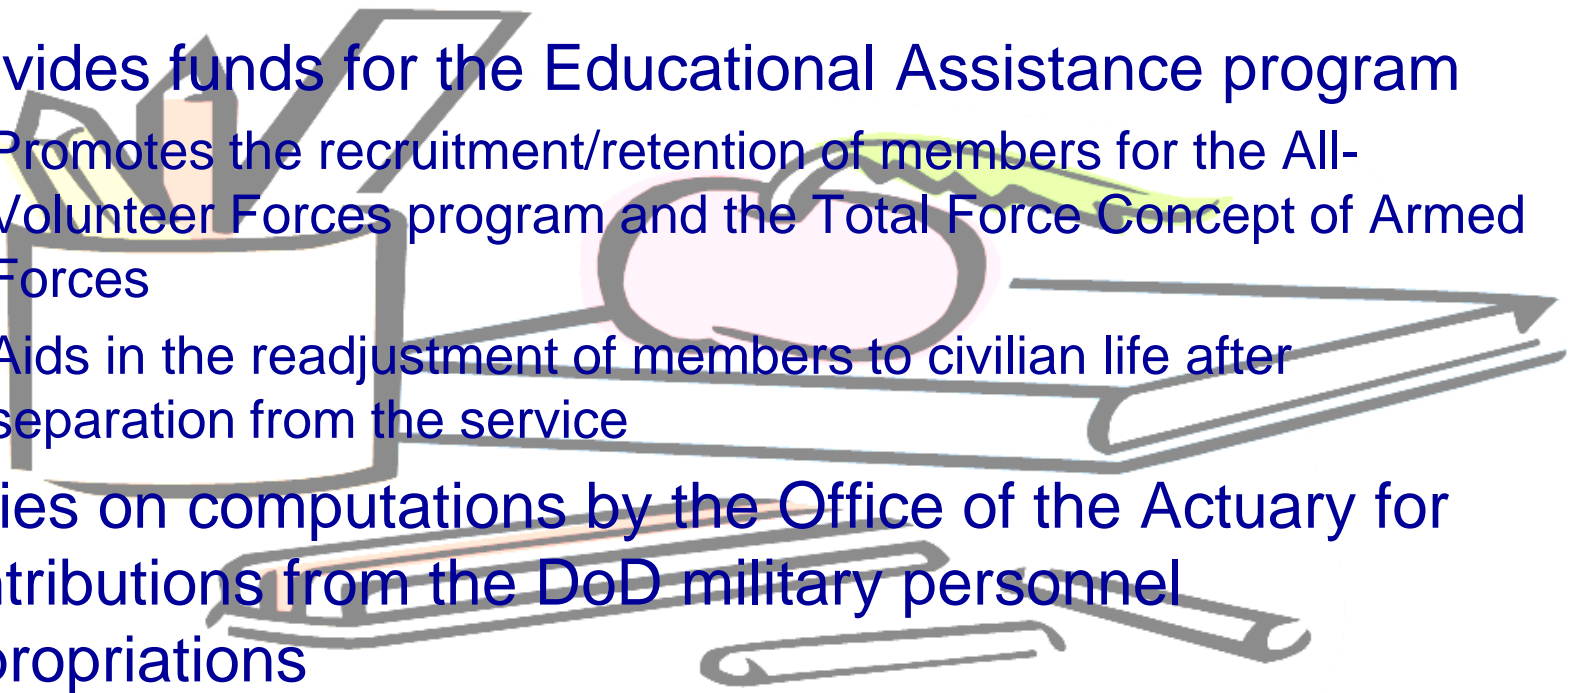 vides funds for the Educational Assistance program
Promotes the recruitment/retention of members for the All-
Volunteer Forces program and the Total Force Concept of Armed
Forces
Aids in the readjustment of members to civilian life after
separation from the service
ies on computations by the Office of the Actuary for
ntributions from the DoD military personnel
propriations